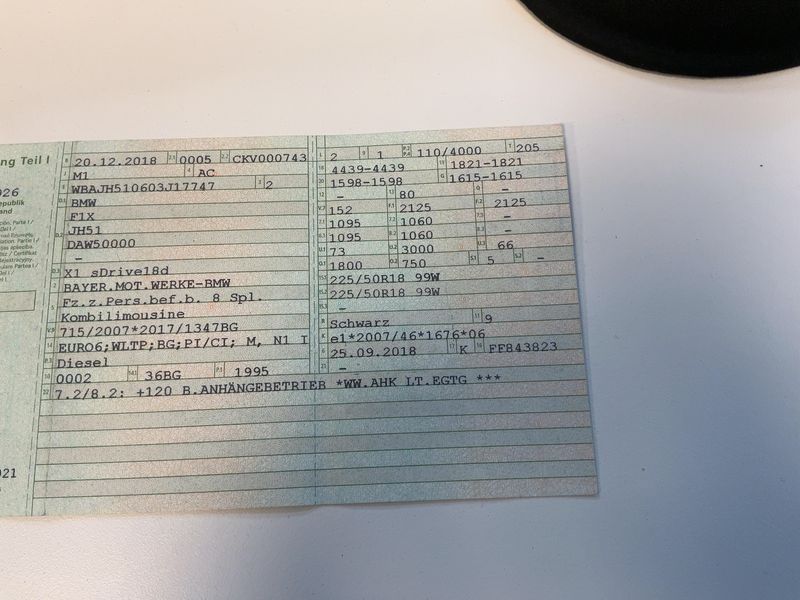 ng Teil I
026
republik
and
021
20.12.2018 0005 CKV000743
M1 AC
WBAJH510603J17747 2
BMW
F1X
JH51
DAW50000
-
X1 sDrive18d
BAYER.MOT.WERKE-BMW
Fz.z.Pers.bef.b. 8 Spl.
Kombilimousine
715/2007*2017/1347BG
EURO6;WLTP;BG;PI/CI; M, N1 I
Diesel
0002 36BG 1995
7.2/8.2: +120 B.ANHÄNGEBETRIEB *WW.AHK LT.EGTG ***
2 1 110/4000 205
4439-4439 1821-1821
1598-1598 1615-1615
- 80 -
152 2125 2125
1095 1060 -
1095 1060 -
73 3000 66
1800 750 5 -
225/50R18 99W
225/50R18 99W
-
Schwarz 9
e1*2007/46*1676*06
25.09.2018 K FF843823
-